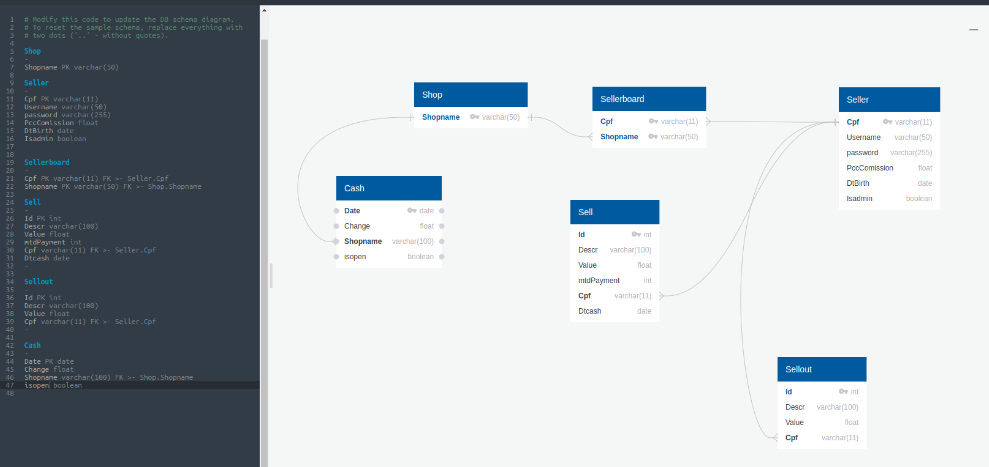 1 # Modify this code to update the DB schema diagram.
2 # To reset the sample schema, replace everything with
3 # two dots ('..' - without quotes).
4
5 Shop
6 -
7 Shopname PK varchar(50)
8
9 Seller
10 -
11 Cpf PK varchar(11)
12 Username varchar(50)
13 password varchar(255)
14 PccComission float
15 DtBirth date
16 Isadmin boolean
17
18
19 Sellerboard
20 -
21 Cpf PK varchar(11) FK >- Seller.Cpf
22 Shopname PK varchar(50) FK >- Shop.Shopname
23
24 Sell
25 -
26 Id PK int
27 Descr varchar(100)
28 Value float
29 mtdPayment int
30 Cpf varchar(11) FK >- Seller.Cpf
31 Dtcash date
32 -
33
34 Sellout
35 -
36 Id PK int
37 Descr varchar(100)
38 Value float
39 Cpf varchar(11) FK >- Seller.Cpf
40 -
41
42 Cash
43 -
44 Date PK date
45 Change float
46 Shopname varchar(100) FK >- Shop.Shopname
47 isopen boolean
48
Shop
Shopname varchar(50)
Sellerboard
Cpf varchar(11)
Shopname varchar(50)
Seller
Cpf varchar(11)
Username varchar(50)
password varchar(255)
PccComission float
DtBirth date
Isadmin boolean
Cash
Date date
Change float
Shopname varchar(100)
isopen boolean
Sell
Id int
Descr varchar(100)
Value float
mtdPayment int
Cpf varchar(11)
Dtcash date
Sellout
Id int
Descr varchar(100)
Value float
Cpf varchar(11)